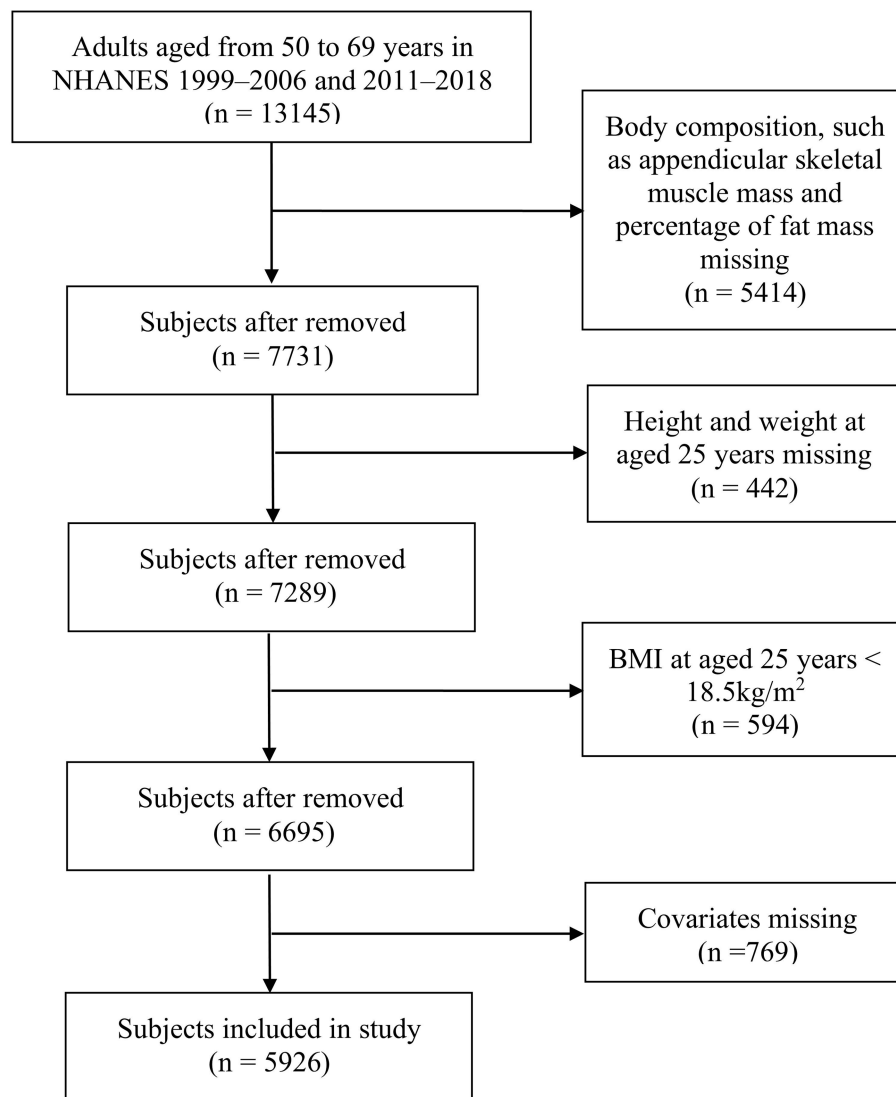 Adults aged from 50 to 69 years in
NHANES 1999–2006 and 2011–2018
(n = 13145)
Body composition, such
as appendicular skeletal
muscle mass and
percentage of fat mass
missing
(n = 5414)
Subjects after removed
(n = 7731)
Height and weight at
aged 25 years missing
(n = 442)
Subjects after removed
(n = 7289)
BMI at aged 25 years <
18.5kg/m²
(n = 594)
Subjects after removed
(n = 6695)
Covariates missing
(n =769)
Subjects included in study
(n = 5926)